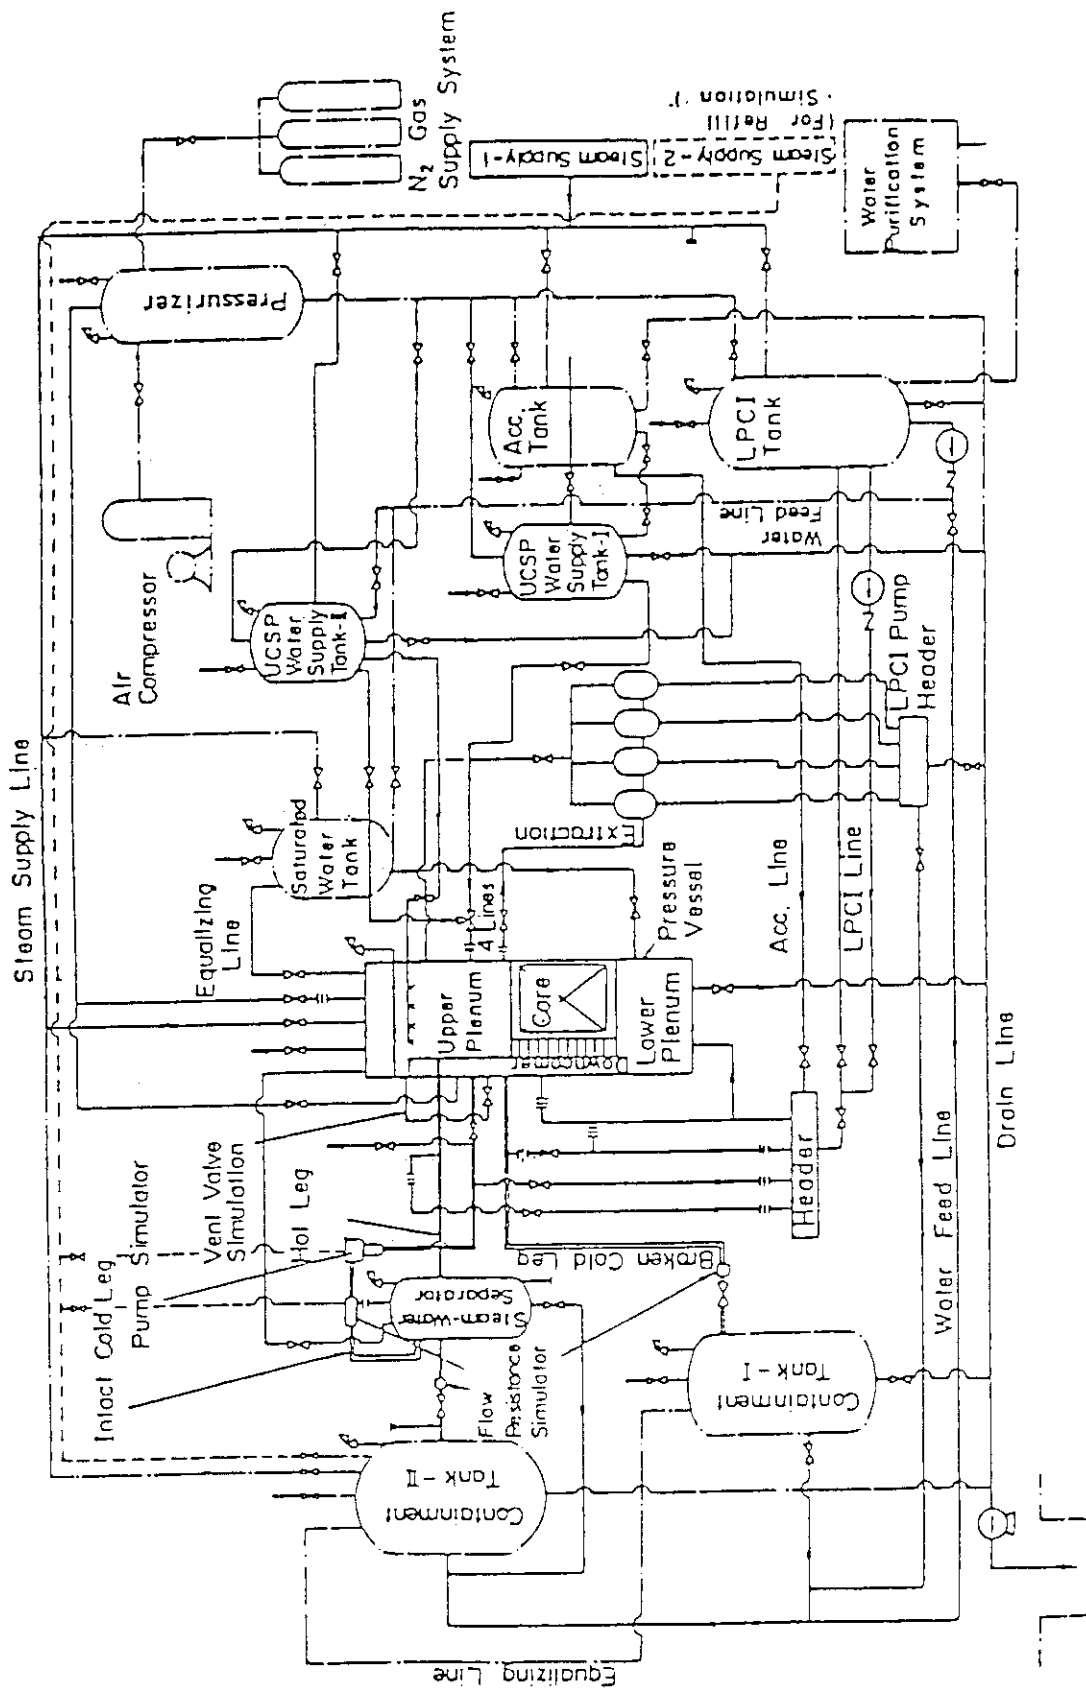 Steam Supply Line
Air
Compressor
Pressurizer
N2 Gas
Supply System
Steam Supply-1
Steam Supply-2
(For Refill
Simulation)
Water
Purification
System
Equalizing
Line
Saturated
Water
Tank
UCSP
Water
Supply
Tank-II
UCSP
Water
Supply
Tank-I
Acc.
Tank
LPCI
Tank
Water
Feed Line
Intact Cold Leg
Pump Simulator
Vent Valve
Simulation
Hot Leg
Upper
Plenum
Core
Downcomer
Lower
Plenum
4 Lines
Extraction
Pressure
Vessel
Acc. Line
LPCI Line
LPCI Pump
Header
Header
Steam-Water
Separator
Flow
Resistance
Simulator
Broken Cold Leg
Containment
Tank-II
Containment
Tank-I
Water Feed Line
Drain Line
Equalizing Line